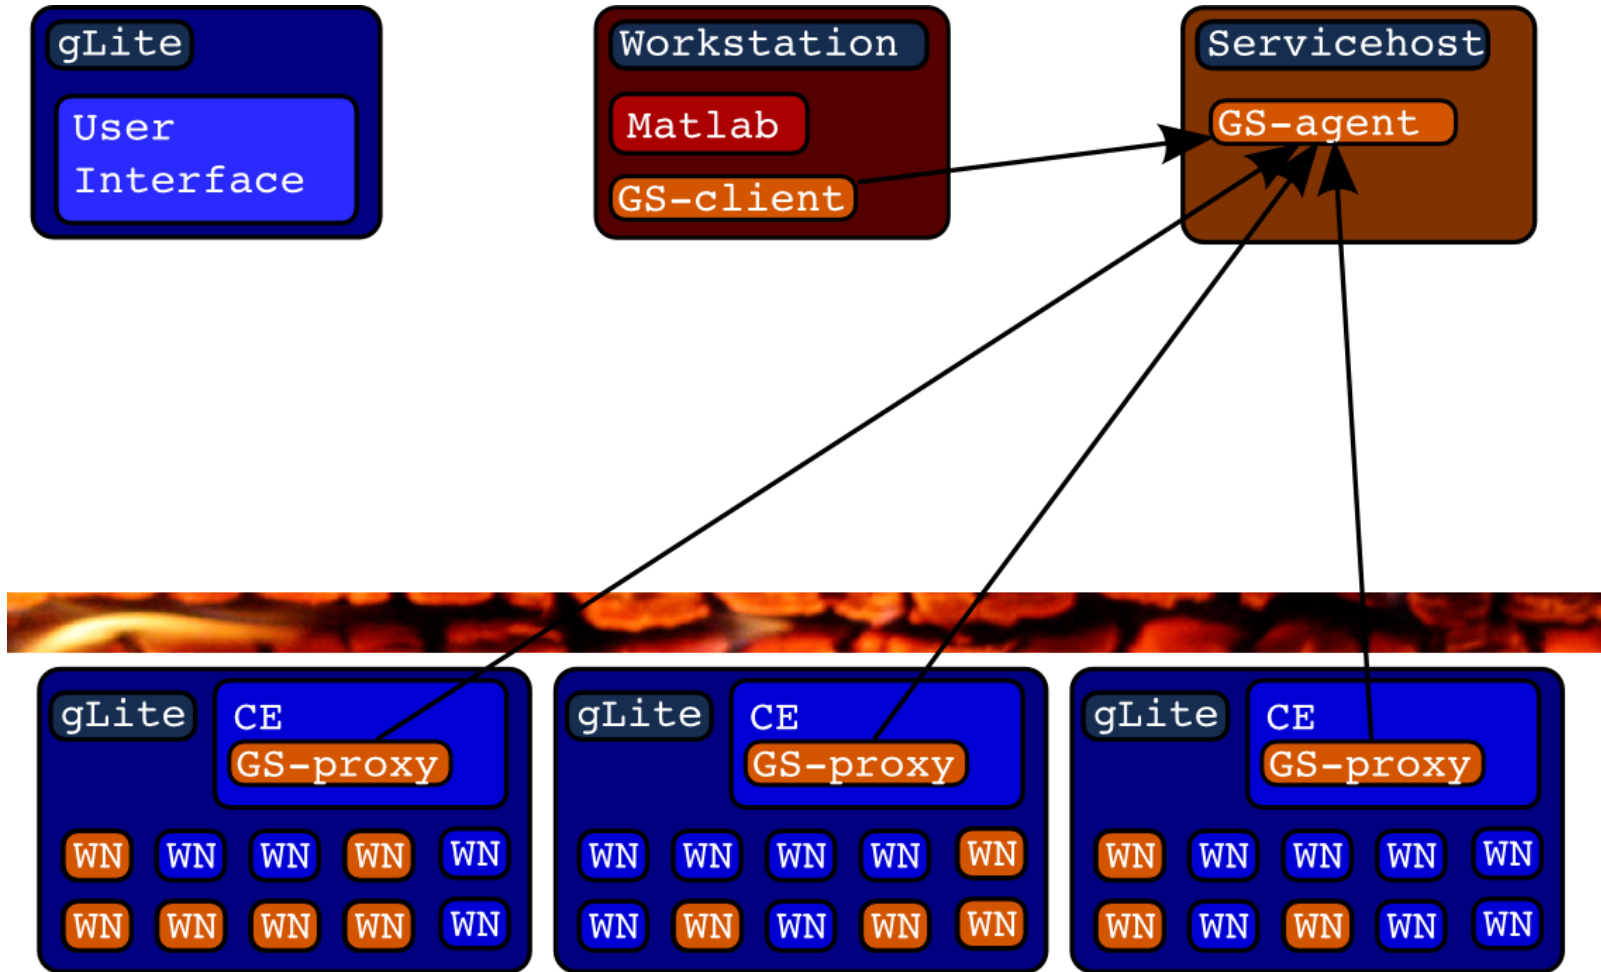 gLite
User
Interface
Workstation
Matlab
GS-client
Servicehost
GS-agent
gLite
CE
GS-proxy
WN WN WN WN WN
WN WN WN WN WN
gLite
CE
GS-proxy
WN WN WN WN WN
WN WN WN WN WN
gLite
CE
GS-proxy
WN WN WN WN WN
WN WN WN WN WN